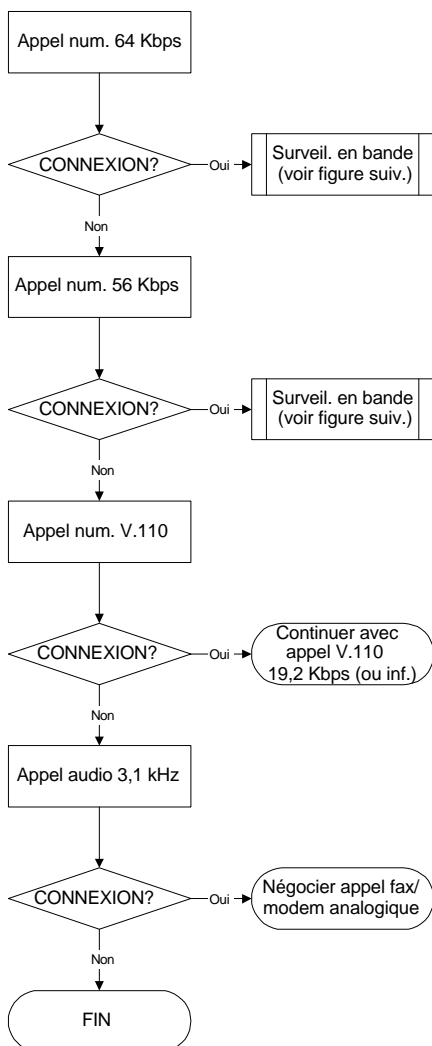 Appel num. 64 Kbps
CONNEXION?
Oui
Surveil. en bande
(voir figure suiv.)
Non
Appel num. 56 Kbps
CONNEXION?
Oui
Surveil. en bande
(voir figure suiv.)
Non
Appel num. V.110
CONNEXION?
Oui
Continuer avec
appel V.110
19,2 Kbps (ou inf.)
Non
Appel audio 3,1 kHz
CONNEXION?
Oui
Négocier appel fax/
modem analogique
Non
FIN